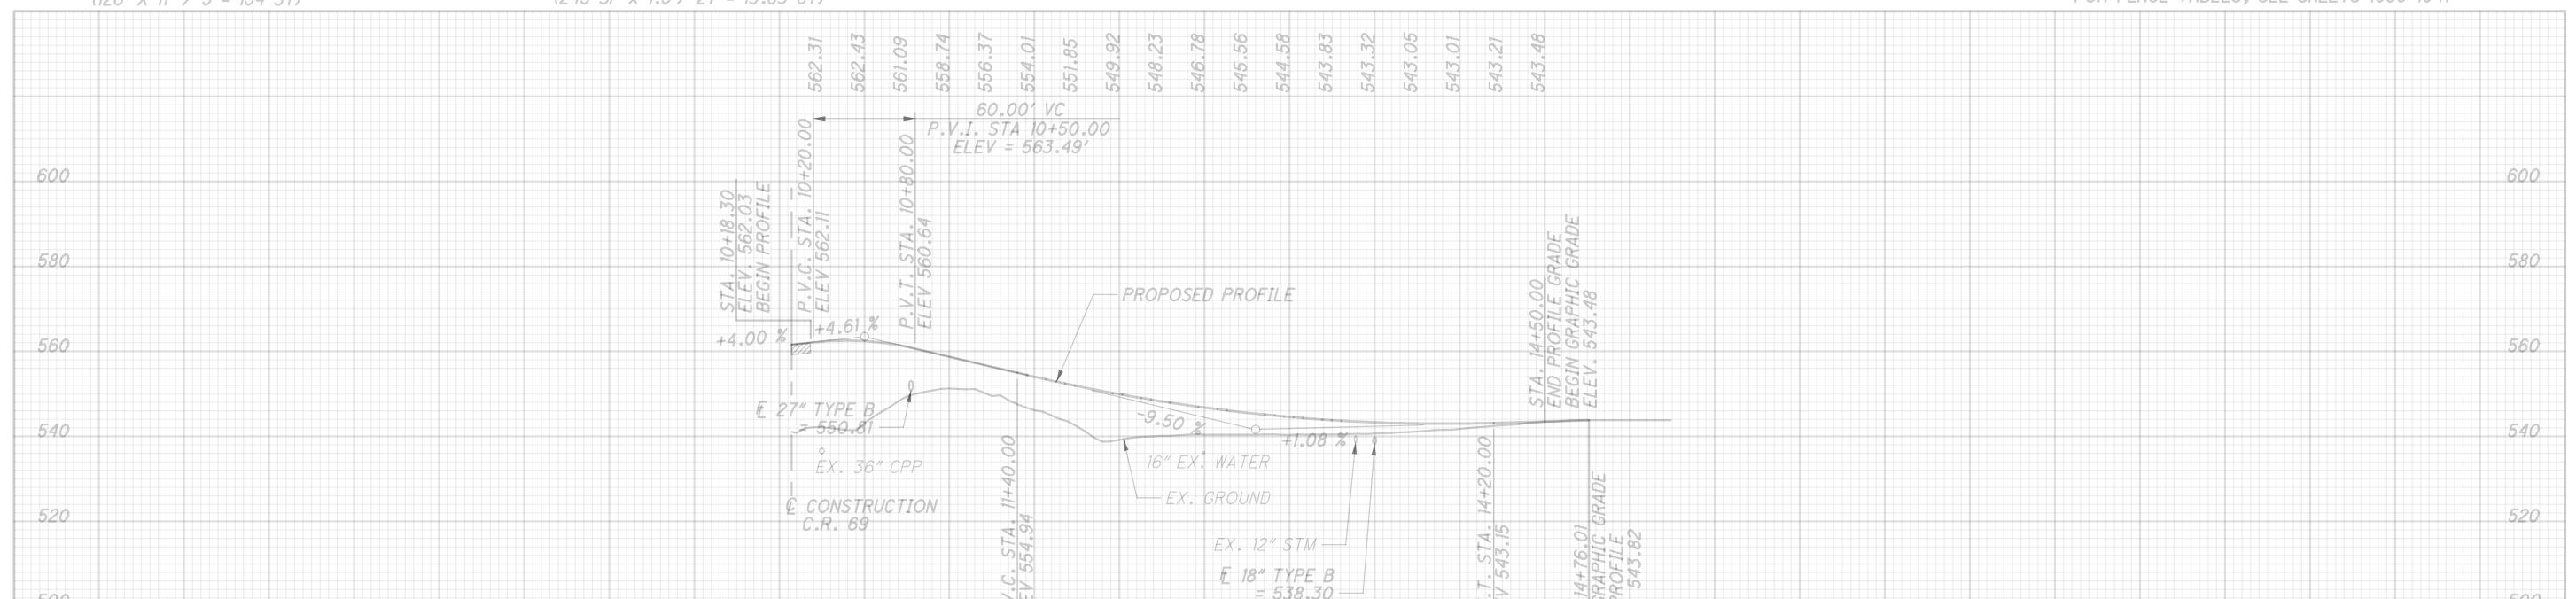 562.31
562.43
561.09
558.74
556.37
554.01
551.85
549.92
548.23
546.78
545.56
544.58
543.83
543.32
543.05
543.01
543.21
543.48
60.00' VC
P.V.I. STA 10+50.00
ELEV = 563.49'
600
600
580
580
560
560
540
540
520
520
STA. 10+18.30
ELEV. 562.03
BEGIN PROFILE
P.V.C. STA. 10+20.00
ELEV 562.11
P.V.T. STA. 10+80.00
ELEV 560.64
+4.00 %
+4.61 %
PROPOSED PROFILE
STA. 14+50.00
END PROFILE GRADE
BEGIN GRAPHIC GRADE
ELEV. 543.48
27" TYPE B
= 550.81
EX. 36" CPP
CONSTRUCTION
C.R. 69
-9.50 %
+1.08 %
16" EX. WATER
EX. GROUND
EX. 12" STM
18" TYPE B
= 538.30
.C. STA. 11+40.00
EV 554.94
.T. STA. 14+20.00
V 543.15
14+76.01
GRAPHIC GRADE
PROFILE
543.82